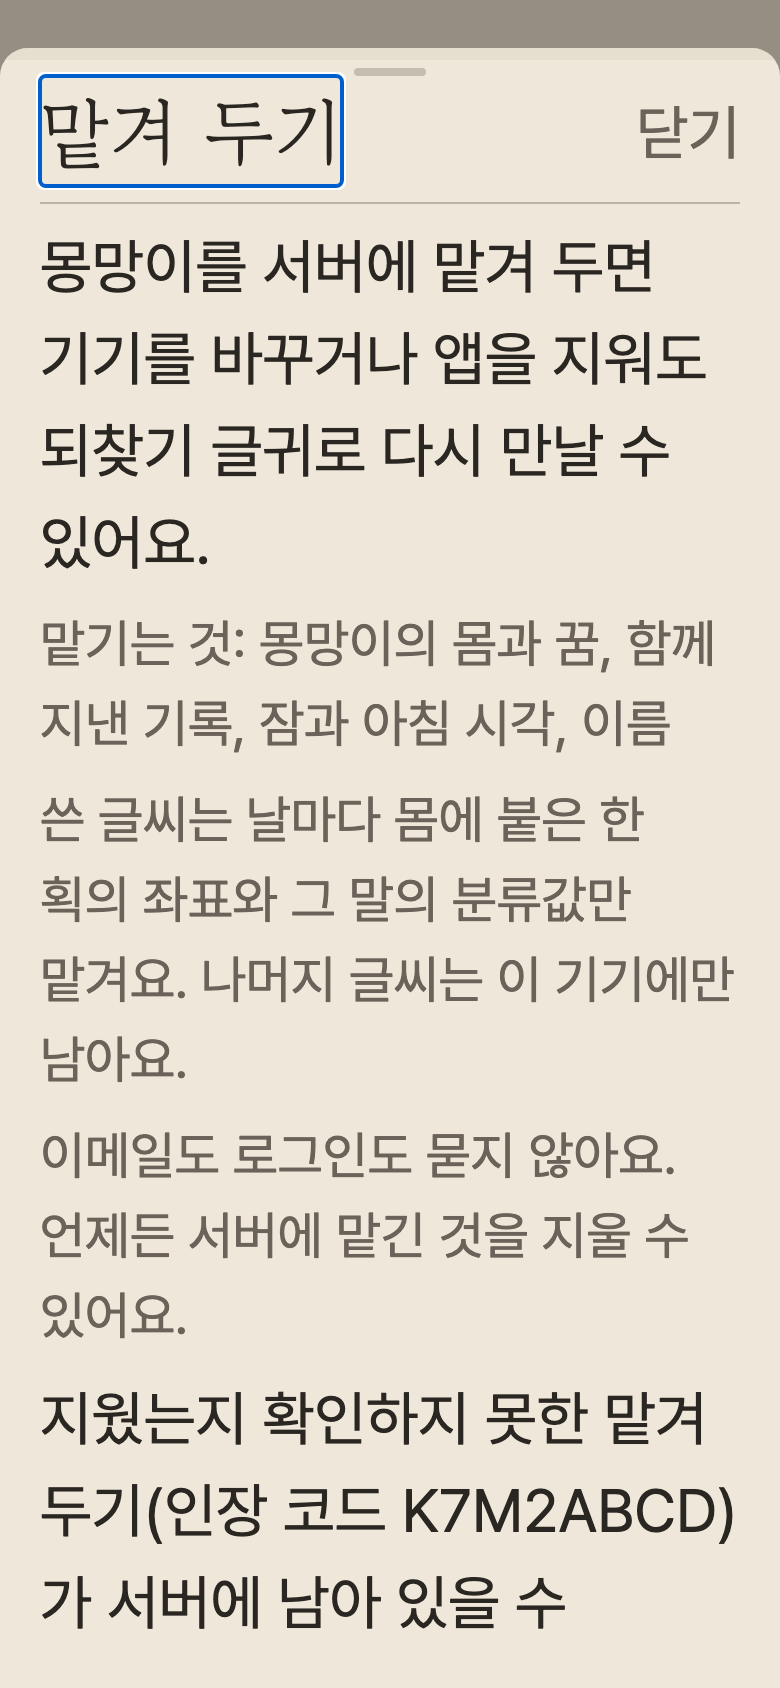 맡겨 두기
닫기
몽망이를 서버에 맡겨 두면
기기를 바꾸거나 앱을 지워도
되찾기 글귀로 다시 만날 수
있어요.
맡기는 것: 몽망이의 몸과 꿈, 함께
지낸 기록, 잠과 아침 시각, 이름
쓴 글씨는 날마다 몸에 붙은 한
획의 좌표와 그 말의 분류값만
맡겨요. 나머지 글씨는 이 기기에만
남아요.
이메일도 로그인도 묻지 않아요.
언제든 서버에 맡긴 것을 지울 수
있어요.
지웠는지 확인하지 못한 맡겨
두기(인장 코드 K7M2ABCD)
가 서버에 남아 있을 수